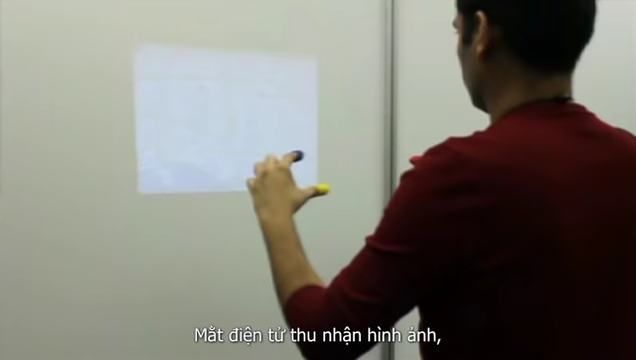 Mắt điện tử thu nhận hình ảnh,